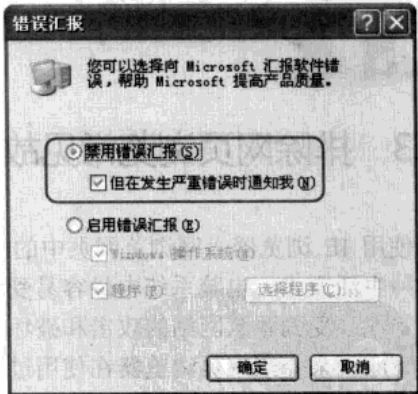 错误汇报
您可以选择向 Microsoft 汇报软件错
误，帮助 Microsoft 提高产品质量。
禁用错误汇报(S)
但在发生严重错误时通知我(N)
启用错误汇报(E)
Windows 操作系统(W)
程序(P)
选择程序(C)...
确定
取消